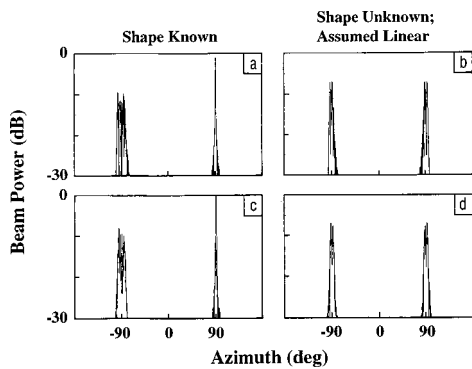 Shape Known
Shape Unknown;
Assumed Linear
0
a
b
Beam Power (dB)
-30
0
c
d
-30
-90
0
90
-90
0
90
Azimuth (deg)